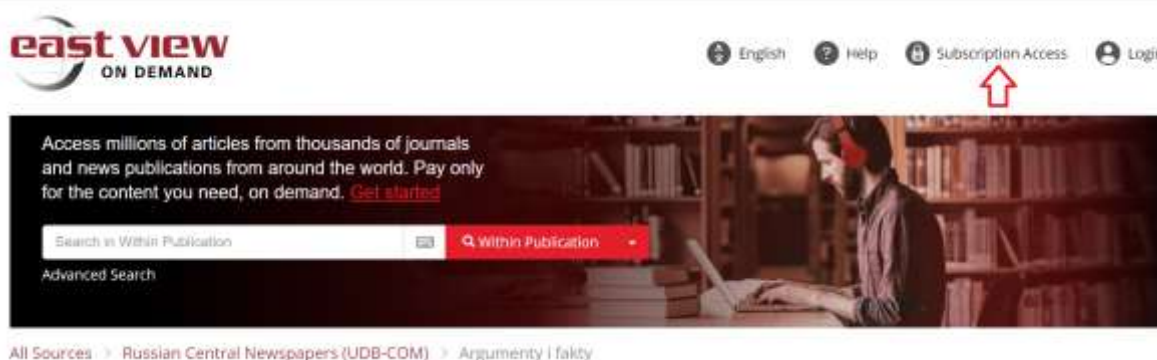 east view
ON DEMAND
English Help Subscription Access Login
Access millions of articles from thousands of journals
and news publications from around the world. Pay only
for the content you need, on demand. Get started
Search in Within Publication Within Publication
Advanced Search
All Sources > Russian Central Newspapers (UDB-COM) > Argumenty i fakty